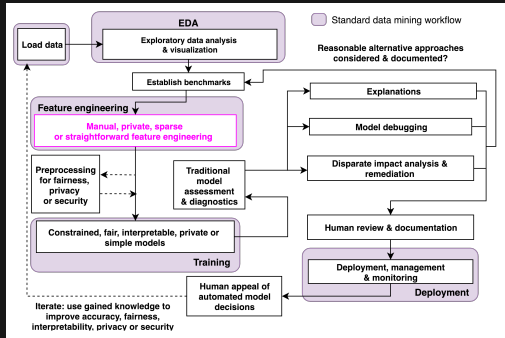 EDA
Standard data mining workflow
Load data
Exploratory data analysis
& visualization
Reasonable alternative approaches
considered & documented?
Establish benchmarks
Explanations
Feature engineering
Manual, private, sparse
or straightforward feature engineering
Model debugging
Preprocessing
for fairness,
privacy
or security
Traditional
model
assessment
& diagnostics
Disparate impact analysis &
remediation
Constrained, fair, interpretable, private or
simple models
Training
Human review & documentation
Deployment, management
& monitoring
Deployment
Human appeal of
automated model
decisions
Iterate: use gained knowledge to
improve accuracy, fairness,
interpretability, privacy or security